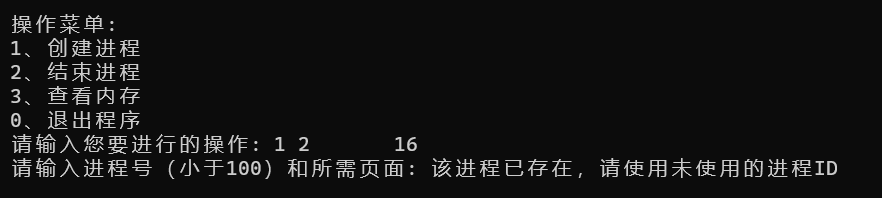 操作菜单:
1、创建进程
2、结束进程
3、查看内存
0、退出程序
请输入您要进行的操作: 1 2       16
请输入进程号（小于100）和所需页面: 该进程已存在, 请使用未使用的进程ID